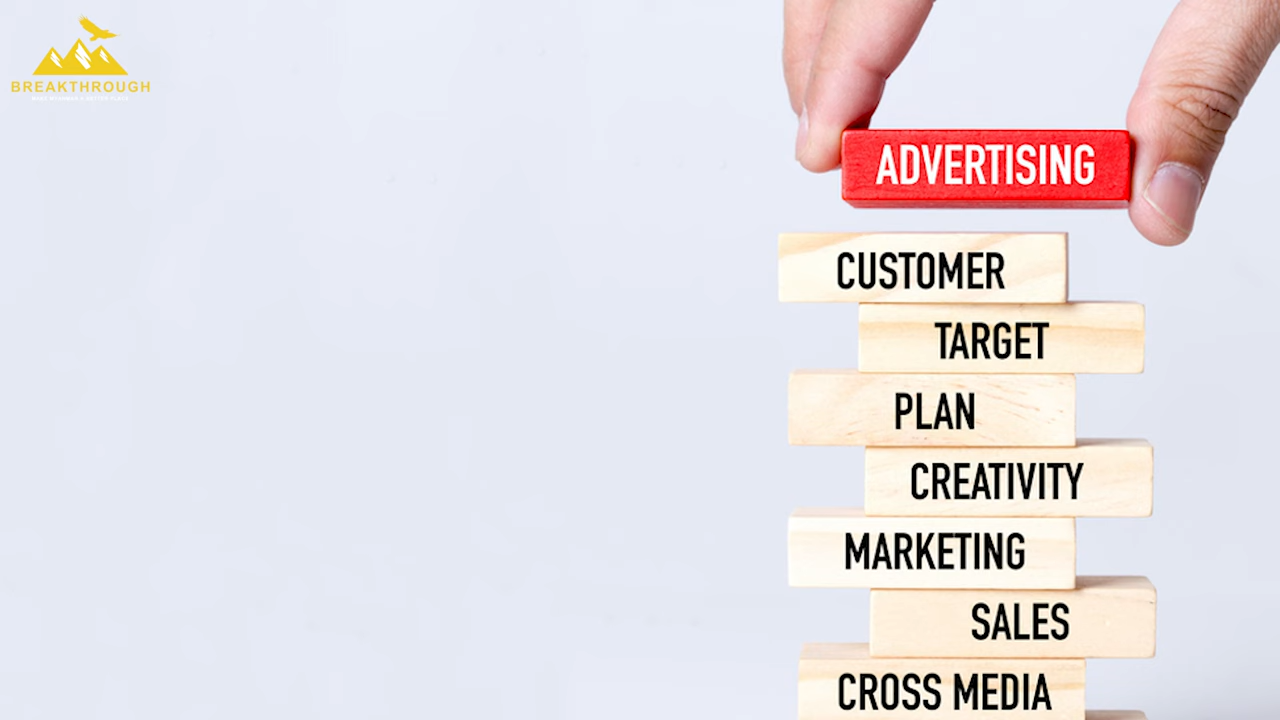 BREAKTHROUGH
ADVERTISING
CUSTOMER
TARGET
PLAN
CREATIVITY
MARKETING
SALES
CROSS MEDIA